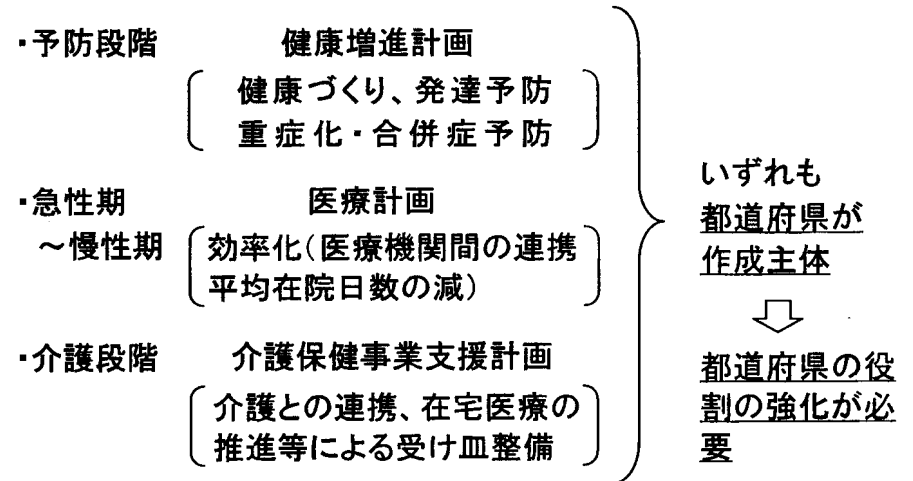 ・予防段階 健康増進計画
健康づくり、発達予防
重症化・合併症予防
・急性期 医療計画
～慢性期 効率化(医療機関間の連携
平均在院日数の減)
・介護段階 介護保健事業支援計画
介護との連携、在宅医療の
推進等による受け皿整備
いずれも
都道府県が
作成主体
都道府県の役
割の強化が必
要